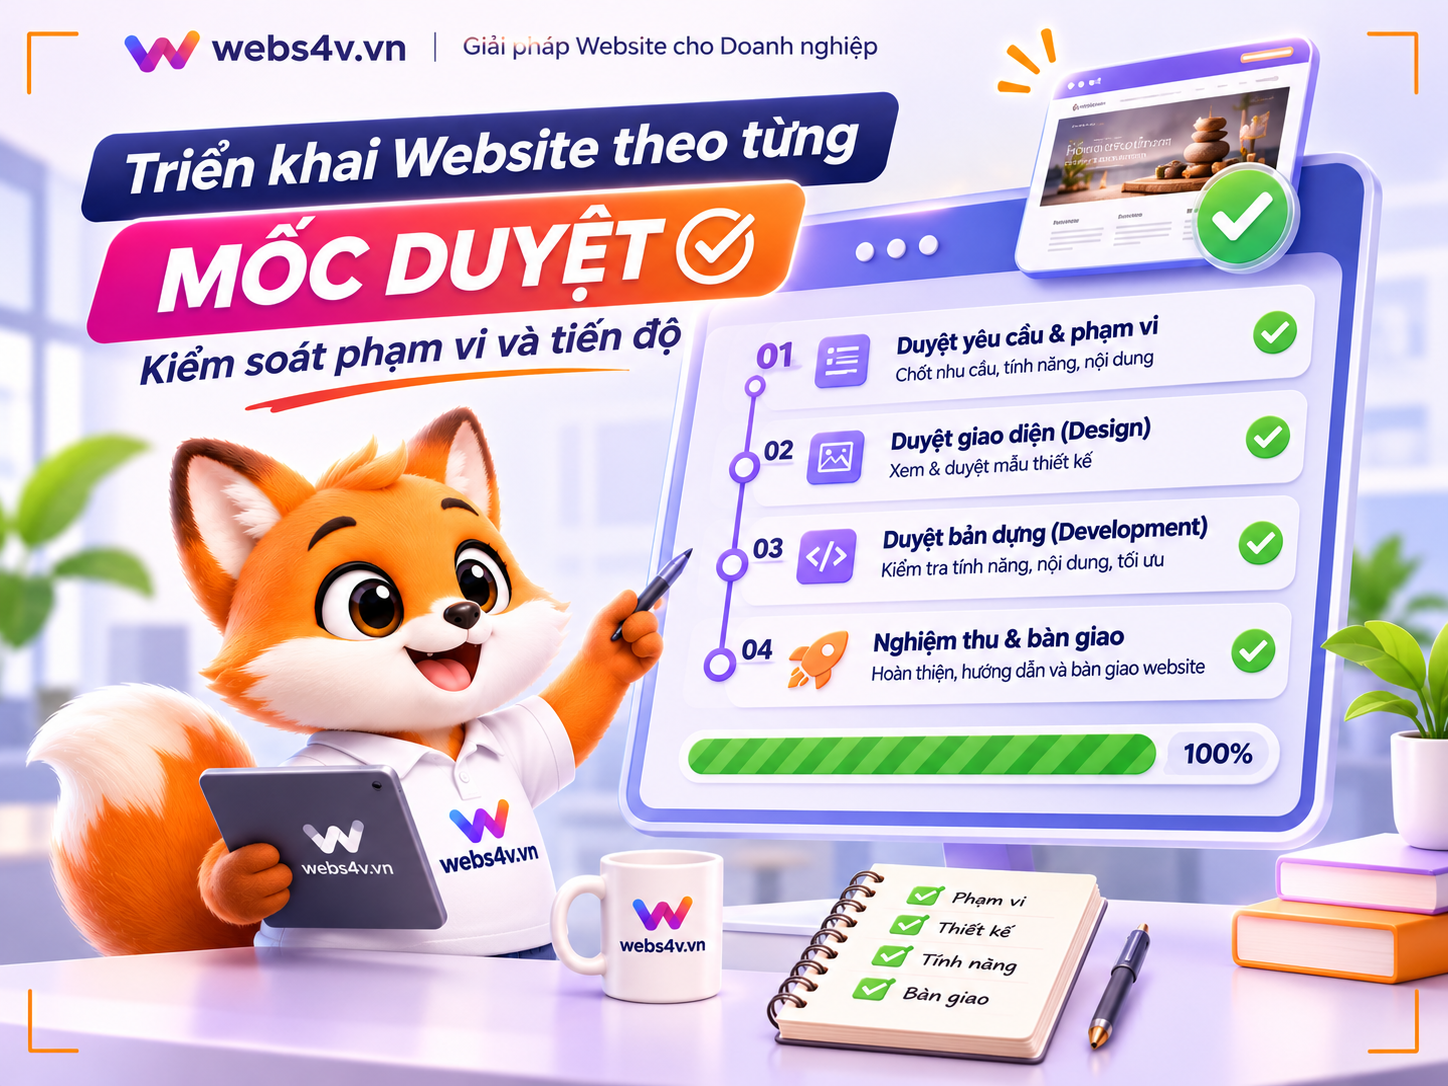 webs4v.vn | Giải pháp Website cho Doanh nghiệp
Triển khai Website theo từng
MỐC DUYỆT
Kiểm soát phạm vi và tiến độ
01
Duyệt yêu cầu & phạm vi
Chốt nhu cầu, tính năng, nội dung
02
Duyệt giao diện (Design)
Xem & duyệt mẫu thiết kế
03
Duyệt bản dựng (Development)
Kiểm tra tính năng, nội dung, tối ưu
04
Nghiệm thu & bàn giao
Hoàn thiện, hướng dẫn và bàn giao website
100%
webs4v.vn
webs4v.vn
webs4v.vn
Phạm vi
Thiết kế
Tính năng
Bàn giao